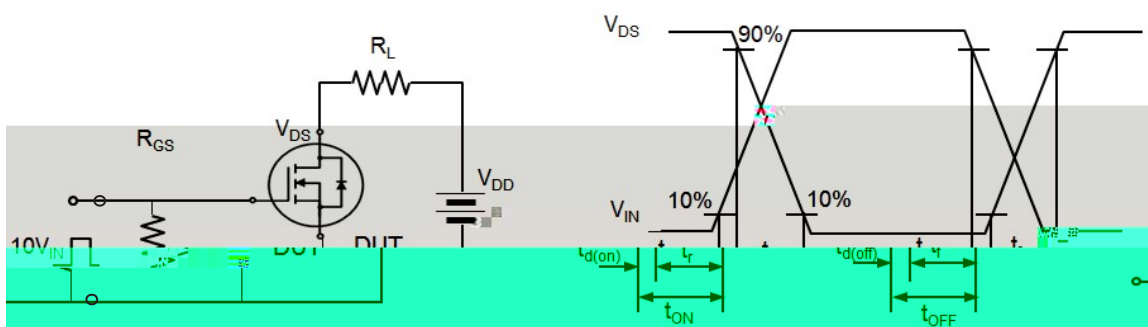 R_L
V_DS
R_GS
V_DD
10V_IN
DUT
V_DS
90%
10%
10%
V_IN
t_d(on)
t_r
t_ON
t_d(off)
t_f
t_OFF